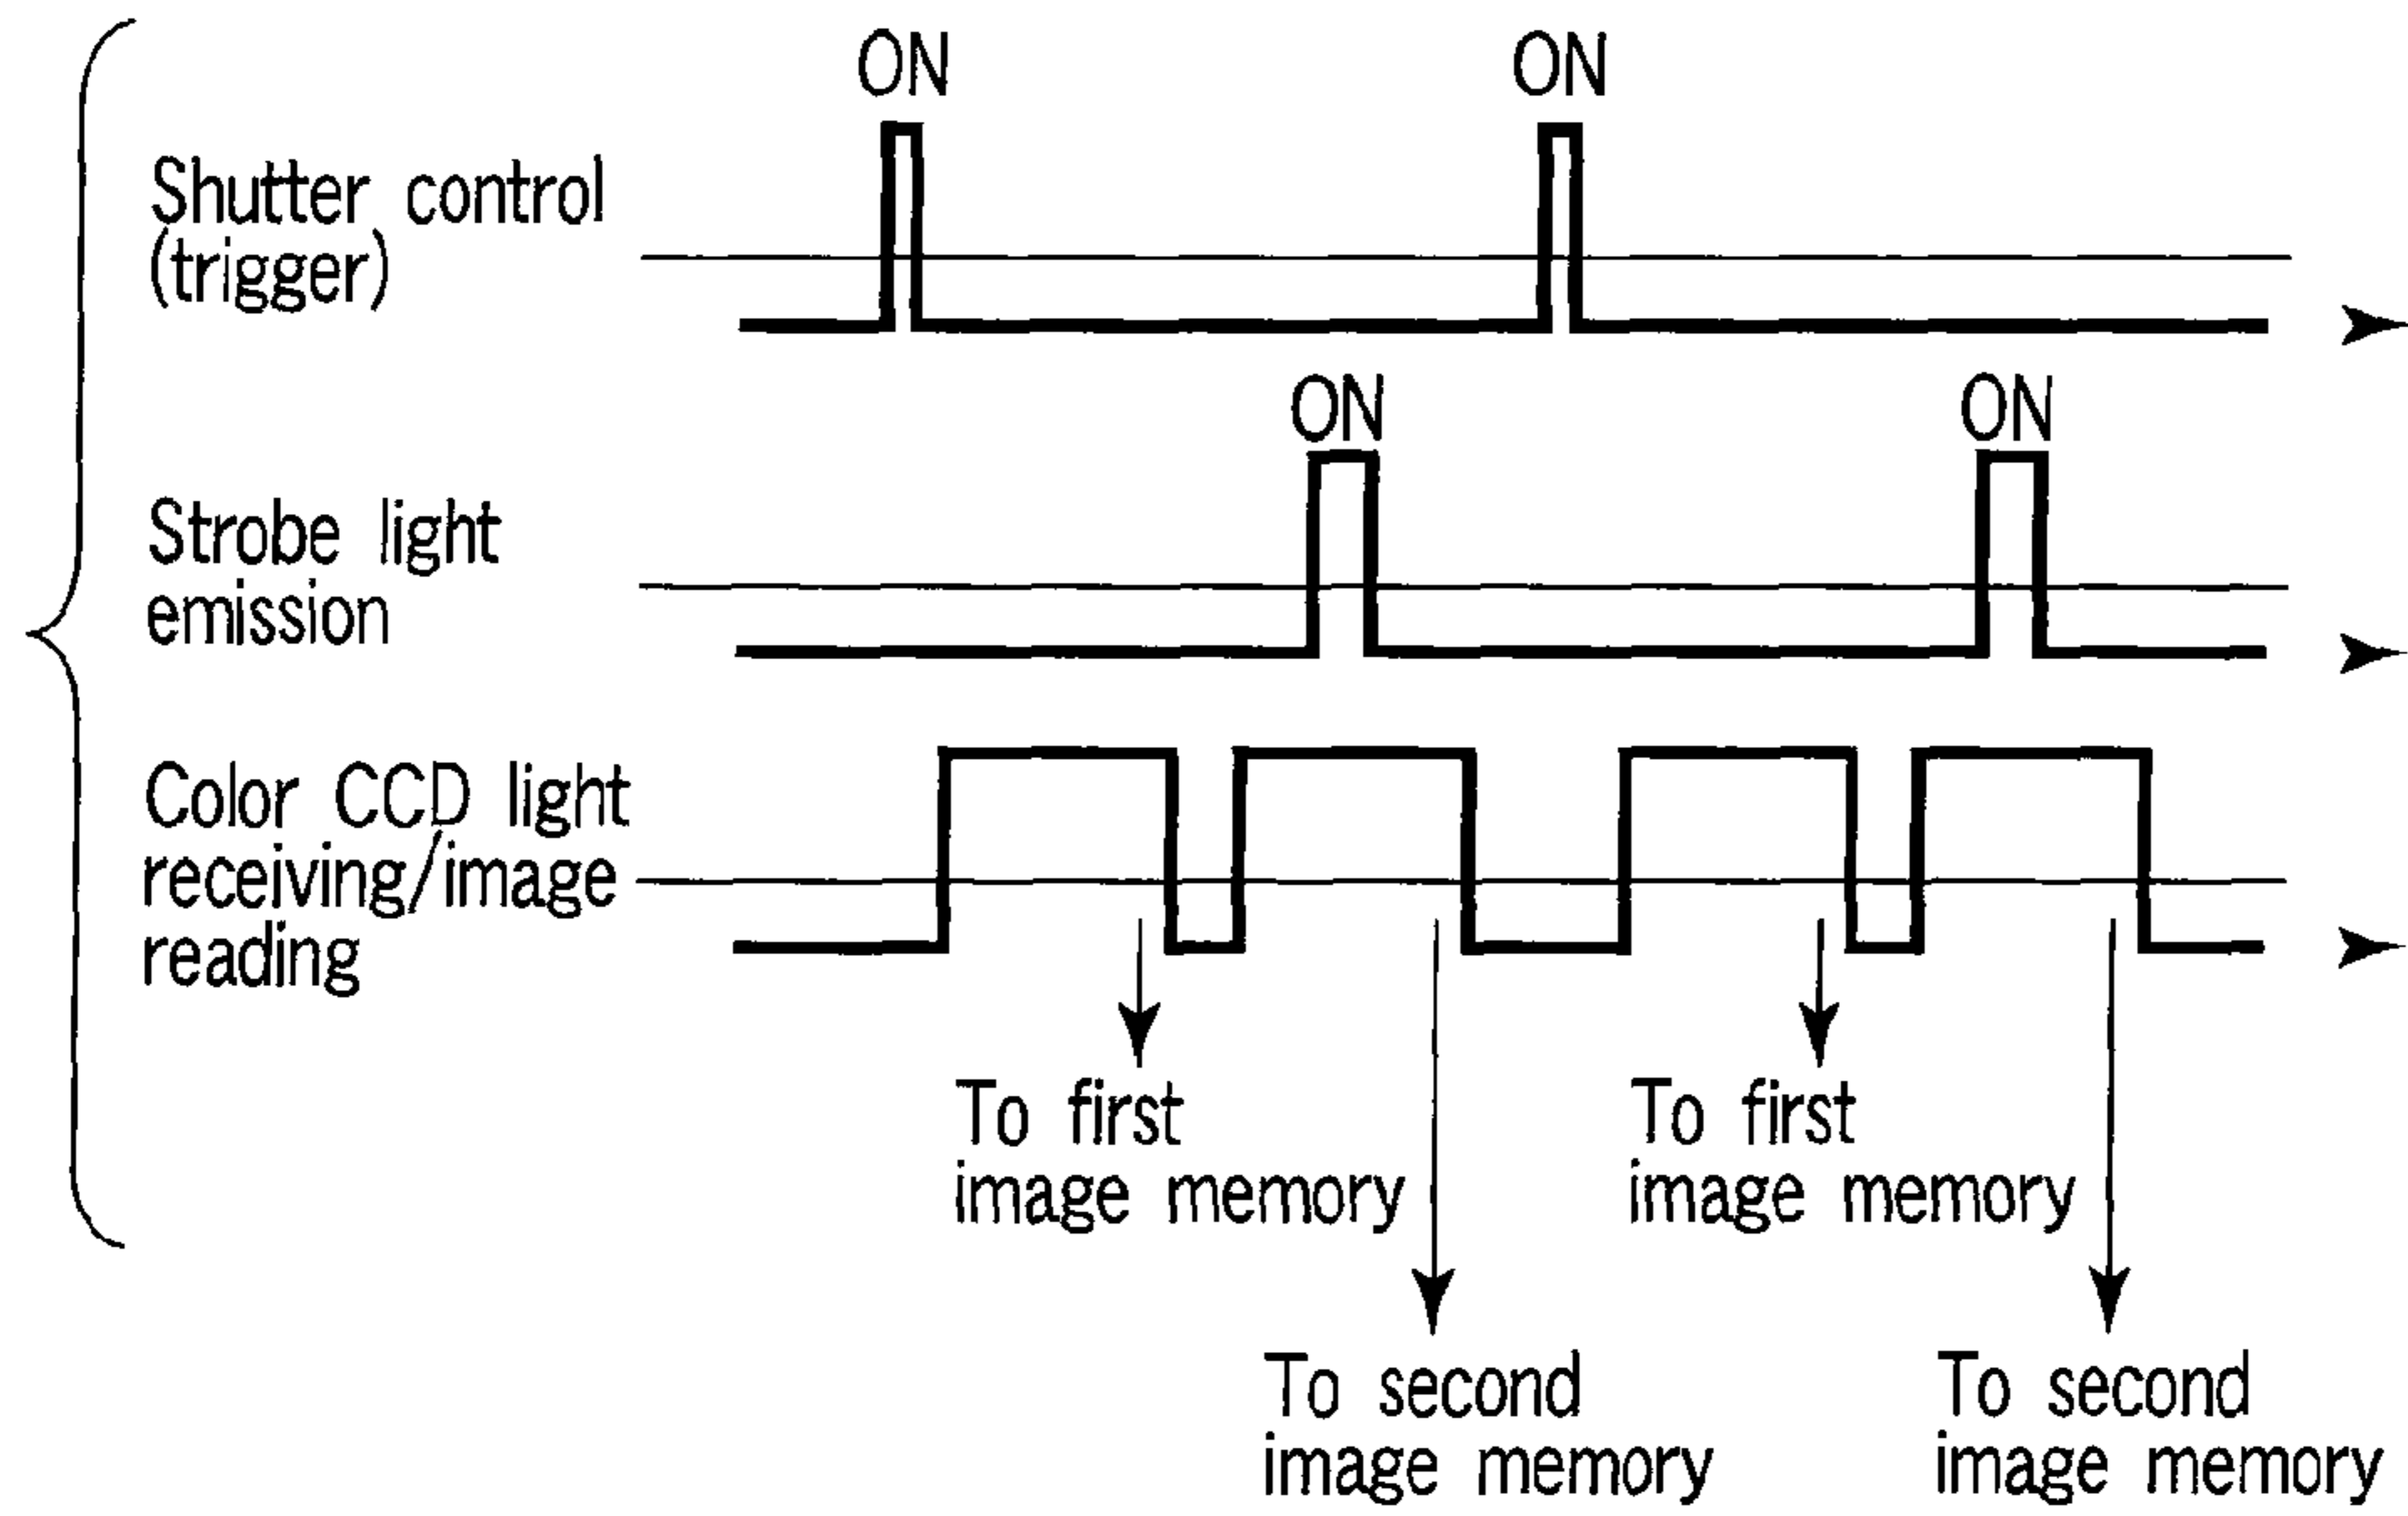 ON
ON
Shutter control
(trigger)
ON
ON
Strobe light
emission
Color CCD light
receiving/image
reading
To first
image memory
To first
image memory
To second
image memory
To second
image memory